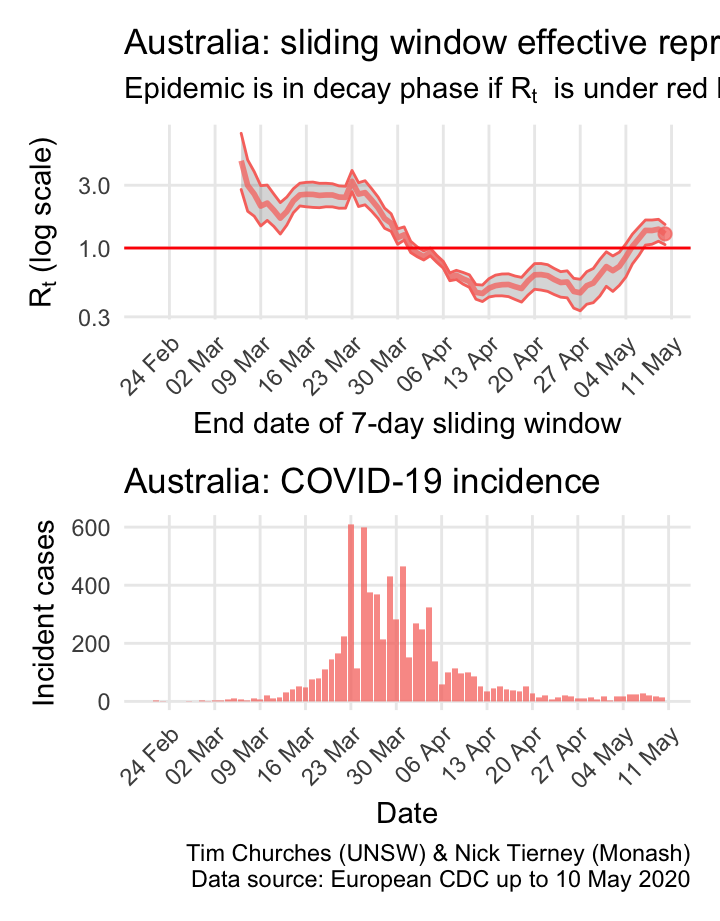 Australia: sliding window effective repr
Epidemic is in decay phase if Rt is under red
Rt (log scale)
3.0
1.0
0.3
24 Feb
02 Mar
09 Mar
16 Mar
23 Mar
30 Mar
06 Apr
13 Apr
20 Apr
27 Apr
04 May
11 May
End date of 7-day sliding window
Australia: COVID-19 incidence
Incident cases
600
400
200
0
24 Feb
02 Mar
09 Mar
16 Mar
23 Mar
30 Mar
06 Apr
13 Apr
20 Apr
27 Apr
04 May
11 May
Date
Tim Churches (UNSW) & Nick Tierney (Monash)
Data source: European CDC up to 10 May 2020